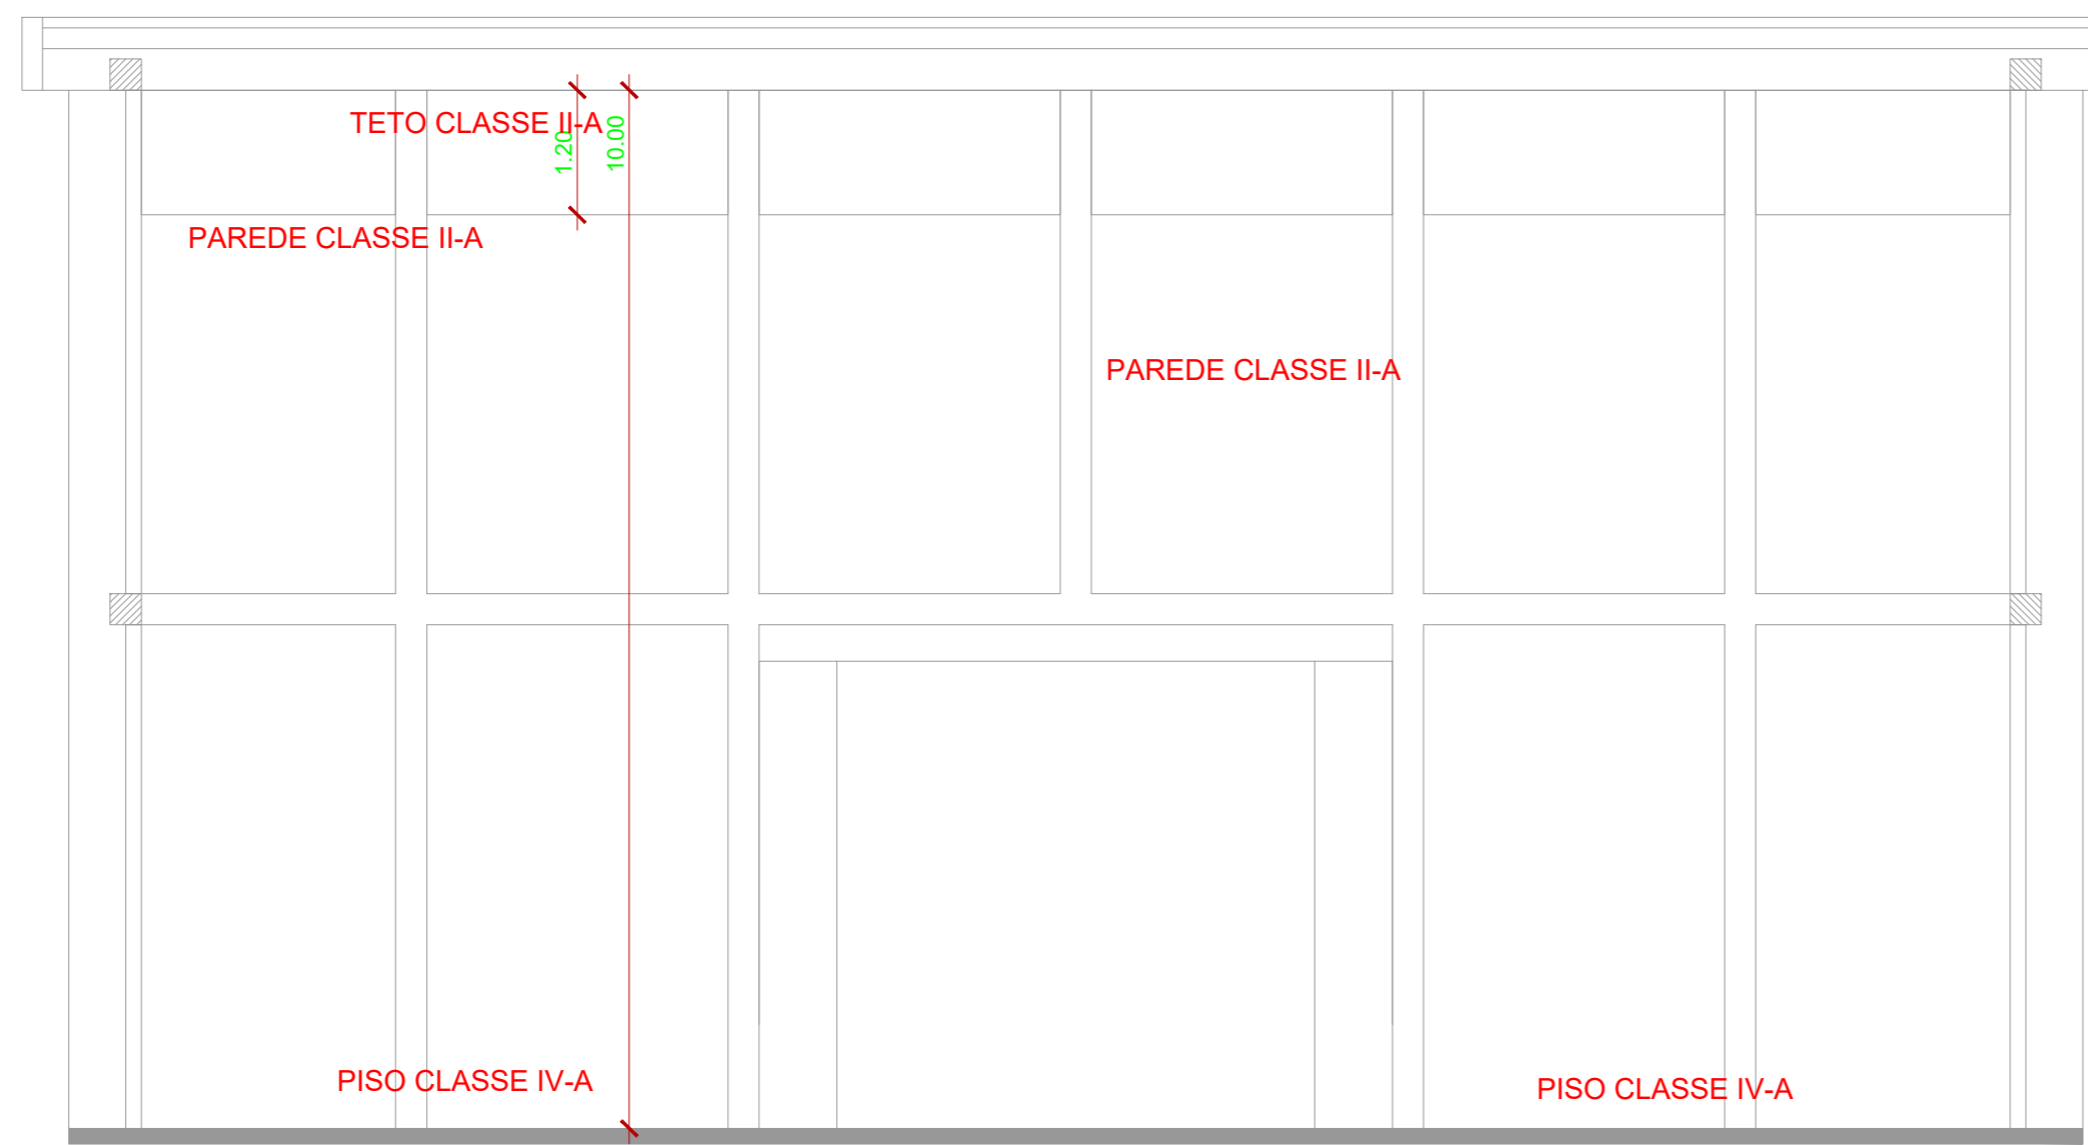 TETO CLASSE II-A
1.20
10.00
PAREDE CLASSE II-A
PAREDE CLASSE II-A
PISO CLASSE IV-A
PISO CLASSE IV-A